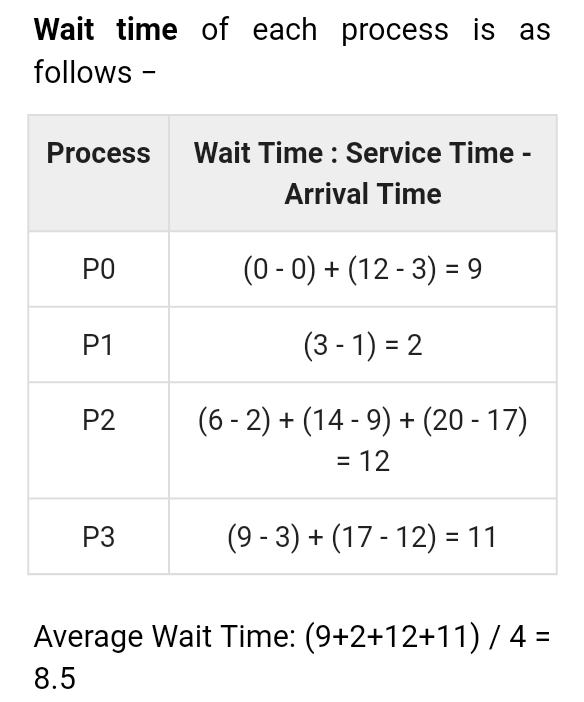 Wait time of each process is as
follows −
Process
Wait Time : Service Time -
Arrival Time
P0
(0 - 0) + (12 - 3) = 9
P1
(3 - 1) = 2
P2
(6 - 2) + (14 - 9) + (20 - 17)
= 12
P3
(9 - 3) + (17 - 12) = 11
Average Wait Time: (9+2+12+11) / 4 =
8.5